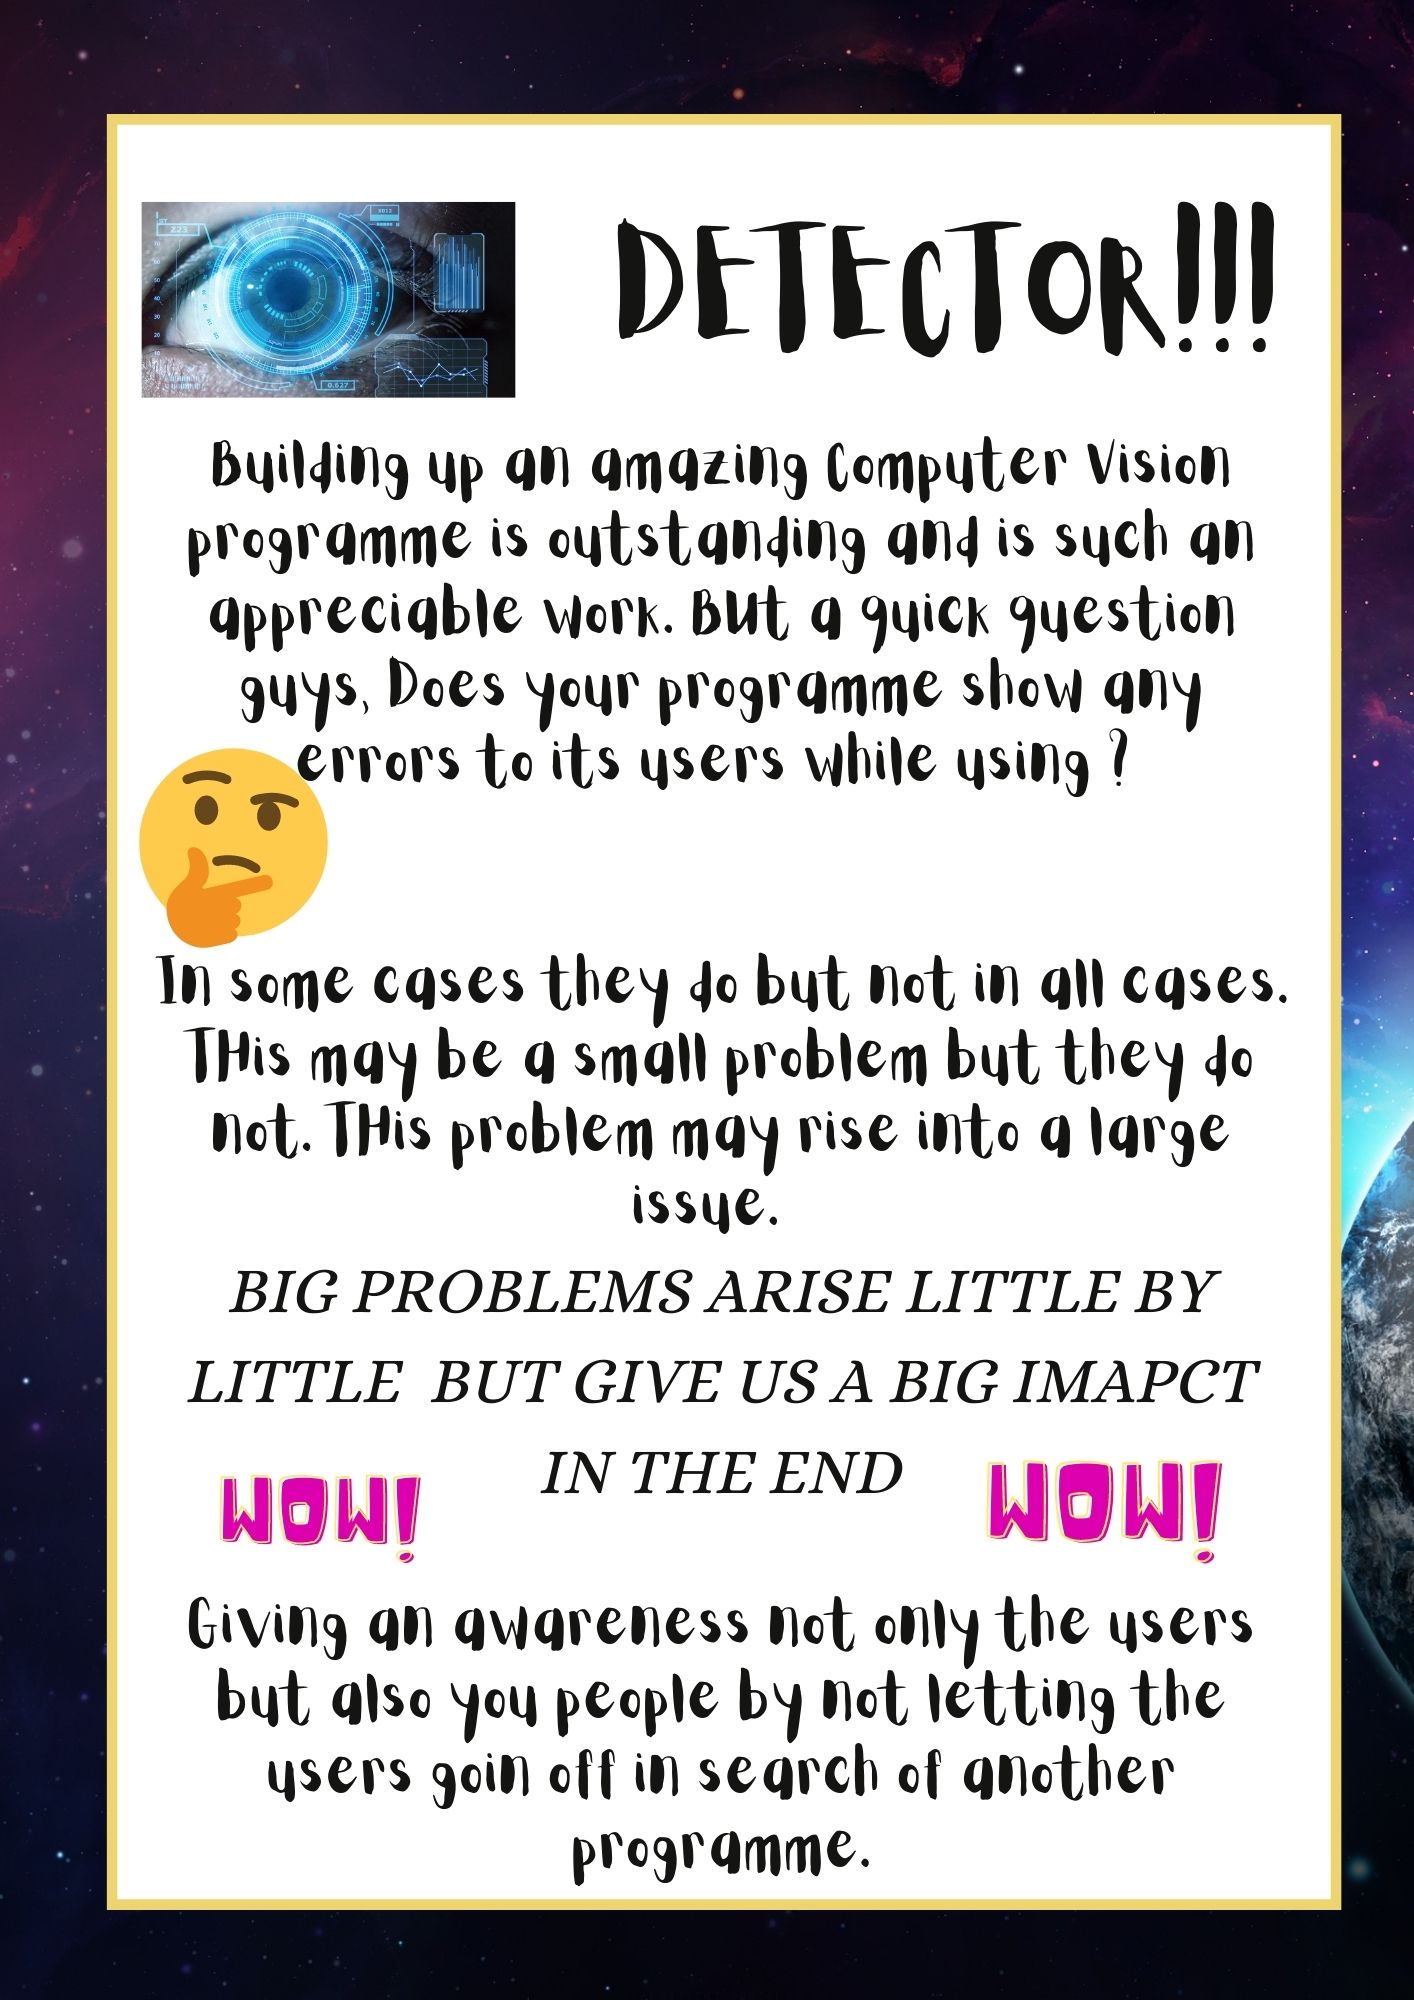 DETECTOR!!!
Building up an amazing Computer Vision
programme is outstanding and is such an
appreciable work. BUt a quick question
guys, Does your programme show any
errors to its users while using ?
In some cases they do but not in all cases.
THis may be a small problem but they do
not. THis problem may rise into a large
issue.
BIG PROBLEMS ARISE LITTLE BY
LITTLE BUT GIVE US A BIG IMAPCT
IN THE END
WOW!
WOW!
Giving an awareness not only the users
but also you people by not letting the
users goin off in search of another
programme.